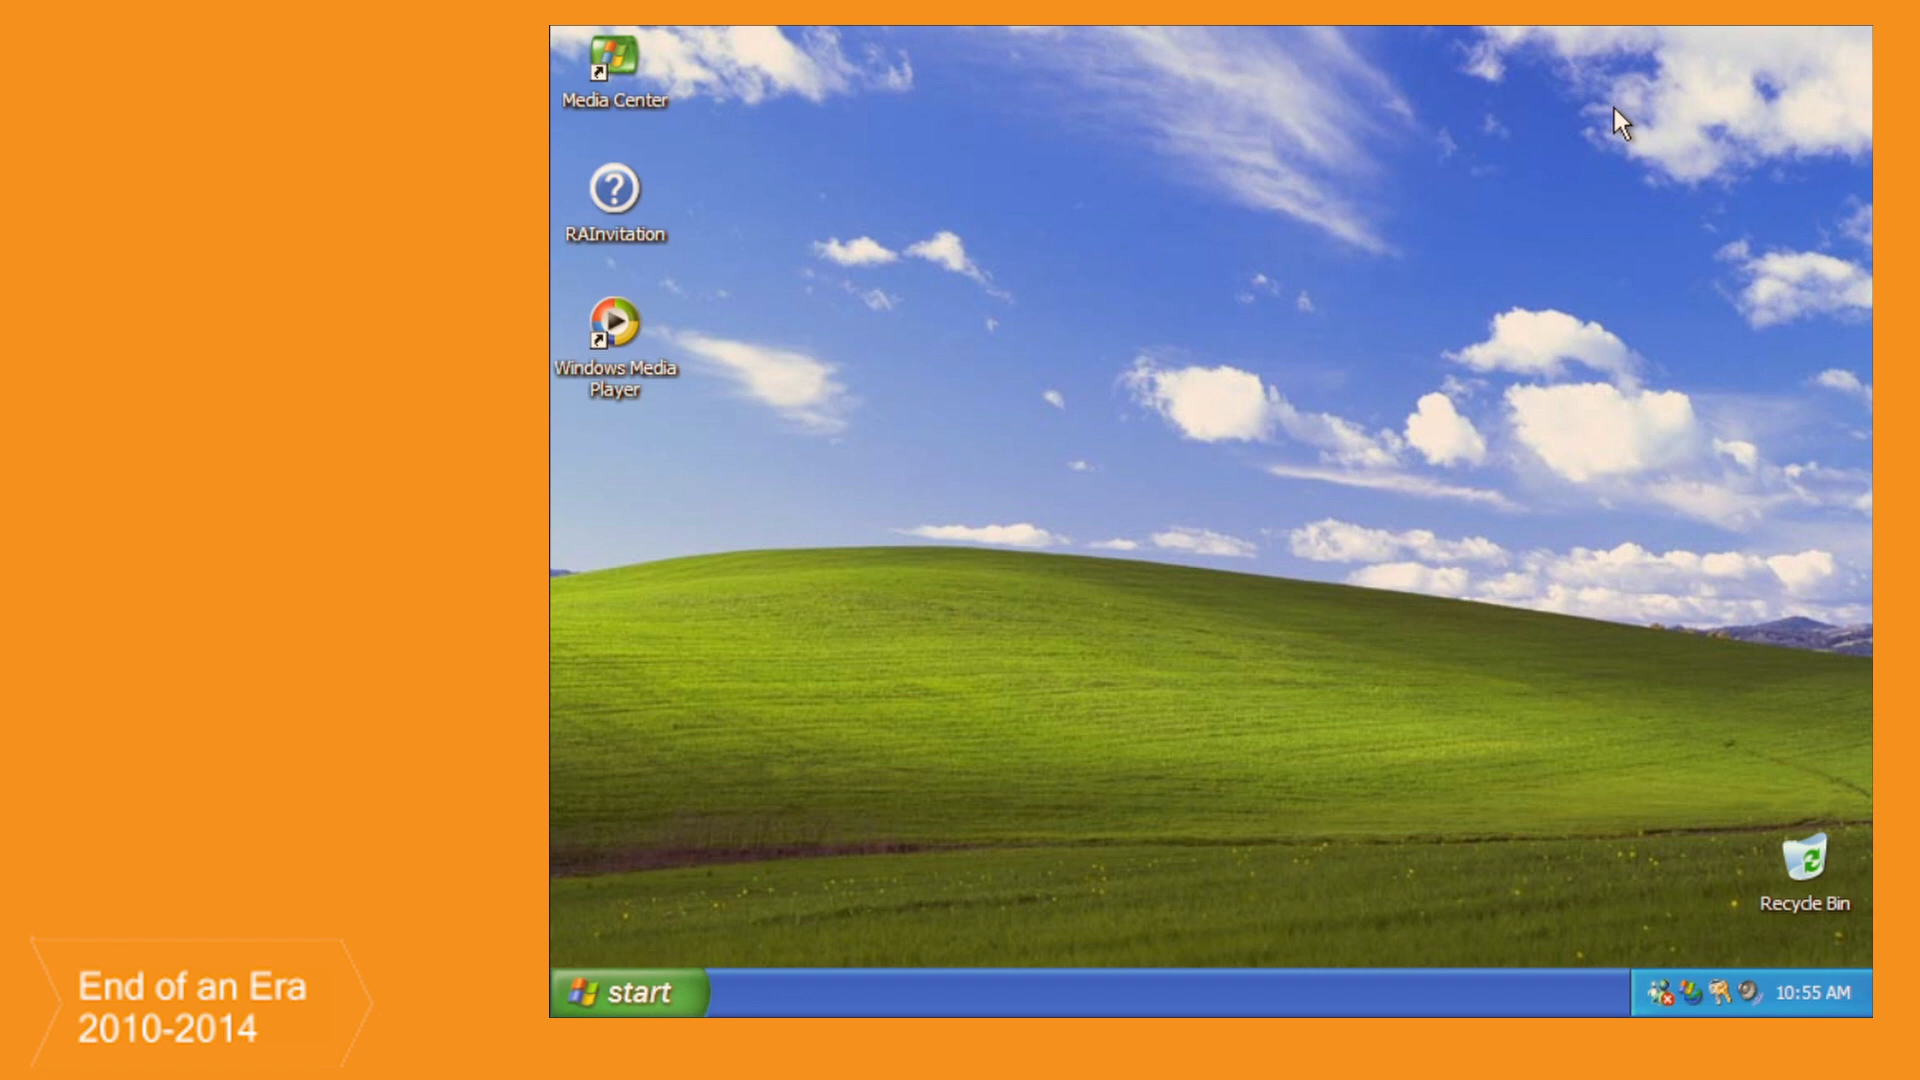 Media Center
RAInvitation
Windows Media
Player
Recycle Bin
start
10:55 AM
End of an Era
2010-2014